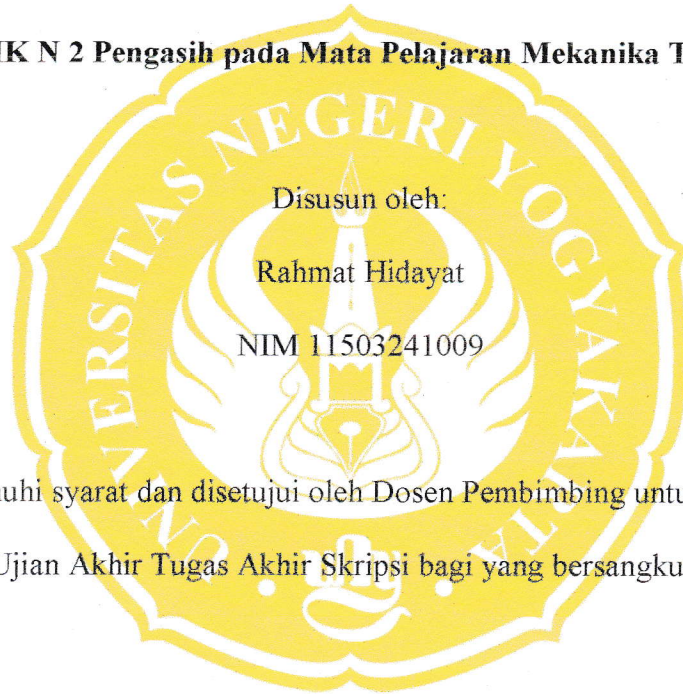 IK N 2 Pengasih pada Mata Pelajaran Mekanika T
UNIVERSITAS NEGERI YOGYAKARTA
Disusun oleh:
Rahmat Hidayat
NIM 11503241009
uhi syarat dan disetujui oleh Dosen Pembimbing untu
Ujian Akhir Tugas Akhir Skripsi bagi yang bersangku